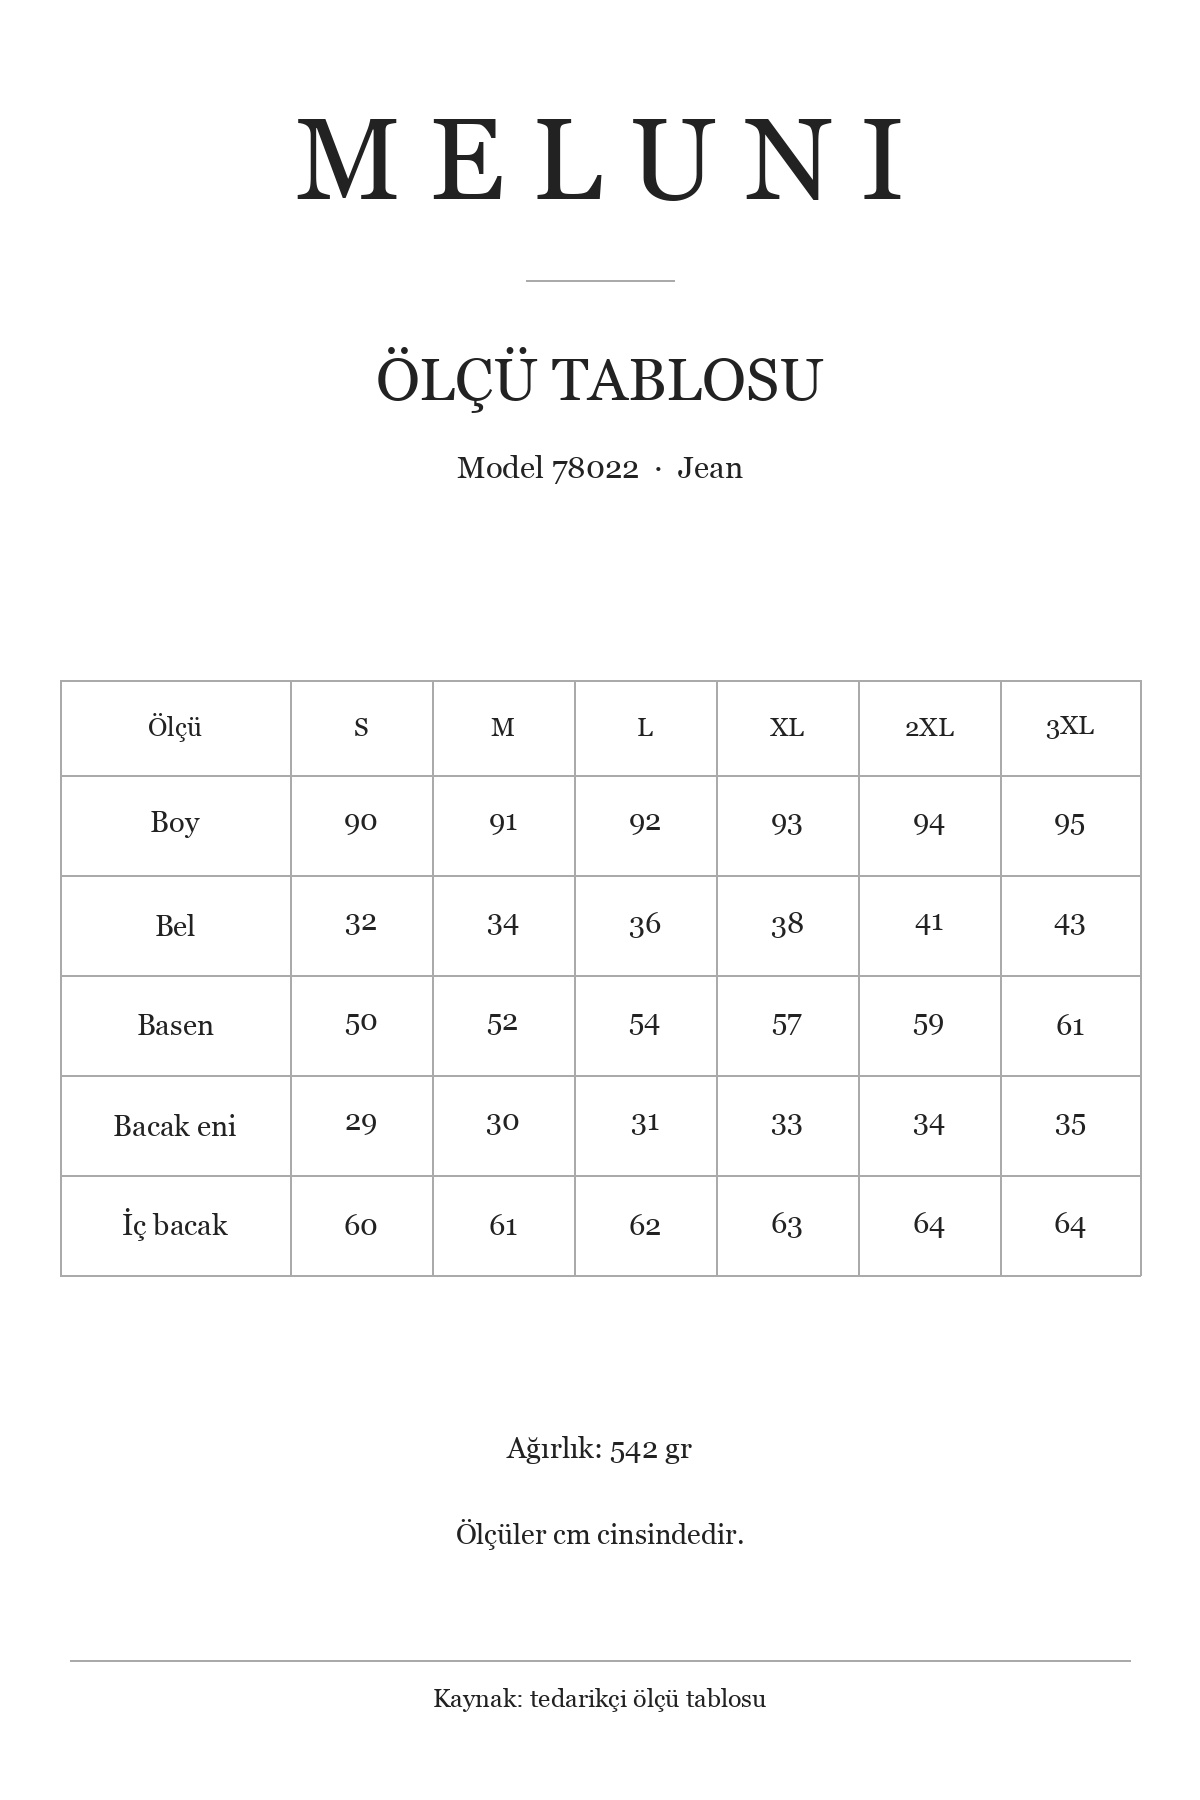 MELUNI
ÖLÇÜ TABLOSU
Model 78022 · Jean
Ölçü S M L XL 2XL 3XL
Boy 90 91 92 93 94 95
Bel 32 34 36 38 41 43
Basen 50 52 54 57 59 61
Bacak eni 29 30 31 33 34 35
İç bacak 60 61 62 63 64 64
Ağırlık: 542 gr
Ölçüler cm cinsindedir.
Kaynak: tedarikçi ölçü tablosu